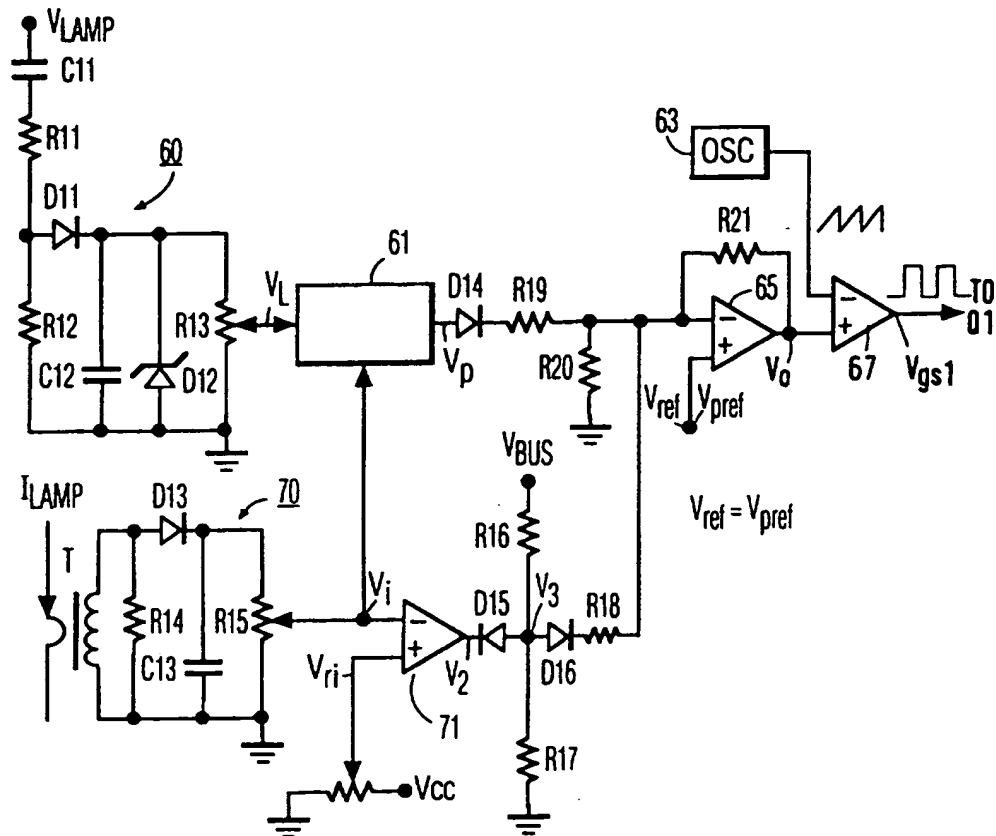 VLAMP
C11
R11
60
D11
R12
C12
D12
R13
VL
61
D14
Vp
R19
R20
R21
63
OSC
65
Vref
Vpref
Va
67
Vgs1
TO
Q1
ILAMP
T
70
D13
R14
C13
R15
Vi
Vri
71
V2
D15
VBUS
R16
V3
D16
R18
R17
Vref = Vpref
Vcc